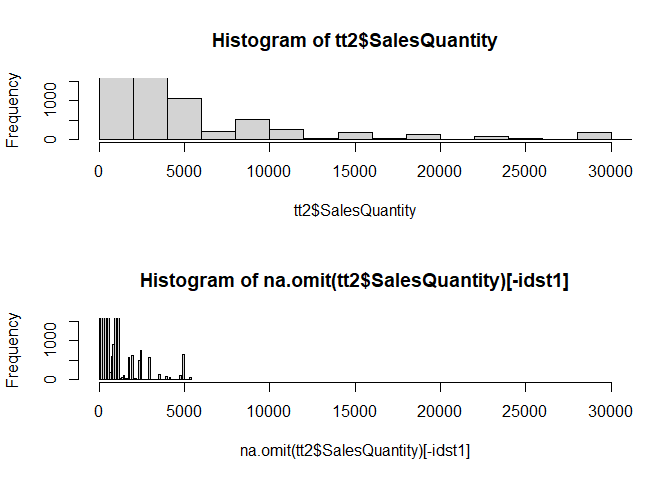 Histogram of tt2$SalesQuantity
Frequency
0 1000
0 5000 10000 15000 20000 25000 30000
tt2$SalesQuantity
Histogram of na.omit(tt2$SalesQuantity)[-idst1]
Frequency
0 1000
0 5000 10000 15000 20000 25000 30000
na.omit(tt2$SalesQuantity)[-idst1]